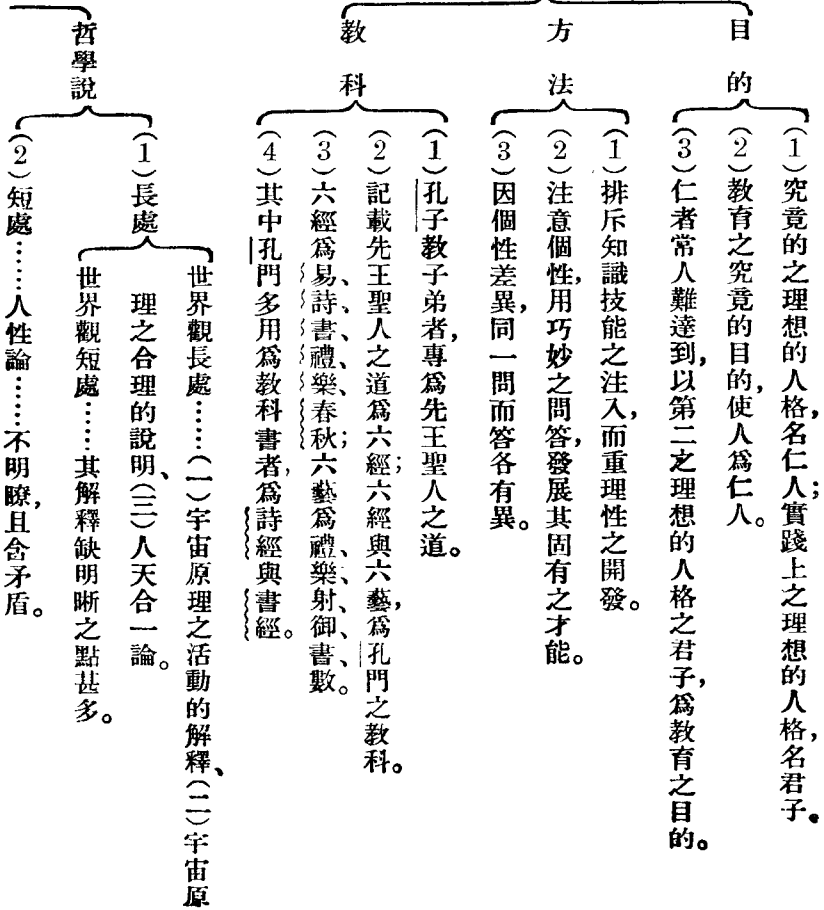 目的
（1）究竟的之理想的人格，名仁人；實踐上之理想的人格，名君子。
（2）教育之究竟的目的，使人爲仁人。
（3）仁者常人難達到，以第二之理想的人格之君子，爲教育之目的。
方法
（1）排斥知識技能之注入，而重理性之開發。
（2）注意個性，用巧妙之問答，發展其固有之才能。
（3）因個性差異，同一問而答各有異。
教科
（1）孔子教子弟者，專爲先王聖人之道。
（2）記載先王聖人之道爲六經；六經與六藝，爲孔門之教科。
（3）六經爲易、詩、書、禮、樂、春秋；六藝爲禮、樂、射、御、書、數。
（4）其中孔門多用爲教科書者，爲詩經與書經。
哲學說
（1）長處
世界觀長處……（一）宇宙原理之活動的解釋、（二）宇宙原
理之合理的說明、（三）人天合一論。
世界觀短處……其解釋缺明晰之點甚多。
（2）短處……人性論……不明瞭，且含矛盾。